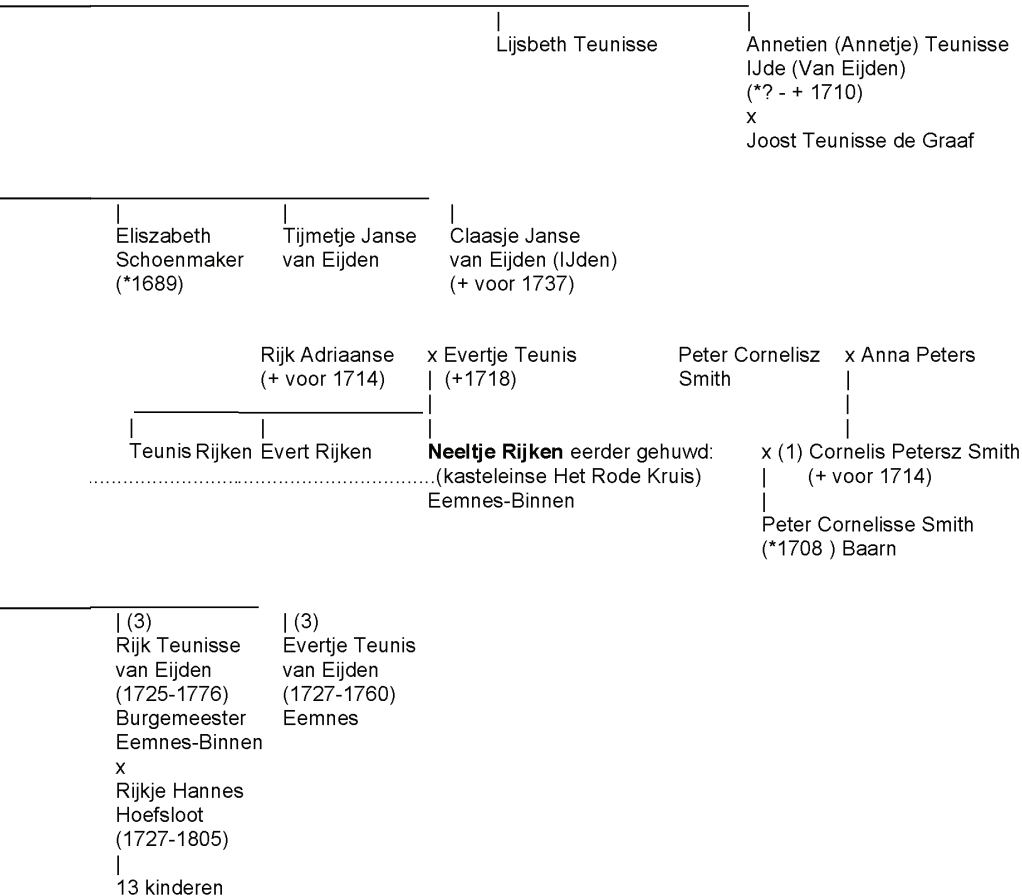 Lijsbeth Teunisse
Annetien (Annetje) Teunisse
IJde (Van Eijden)
(*? - + 1710)
x
Joost Teunisse de Graaf
Eliszabeth
Schoenmaker
(*1689)
Tijmetje Janse
van Eijden
Claasje Janse
van Eijden (IJden)
(+ voor 1737)
Rijk Adriaanse
(+ voor 1714)
x Evertje Teunis
| (+1718)
Peter Cornelisz
Smith
x Anna Peters
Teunis Rijken
Evert Rijken
Neeltje Rijken eerder gehuwd:
(kasteleinse Het Rode Kruis)
Eemnes-Binnen
x (1) Cornelis Petersz Smith
| (+ voor 1714)
|
Peter Cornelisse Smith
(*1708 ) Baarn
| (3)
Rijk Teunisse
van Eijden
(1725-1776)
Burgemeester
Eemnes-Binnen
x
Rijkje Hannes
Hoefsloot
(1727-1805)
|
13 kinderen
| (3)
Evertje Teunis
van Eijden
(1727-1760)
Eemnes